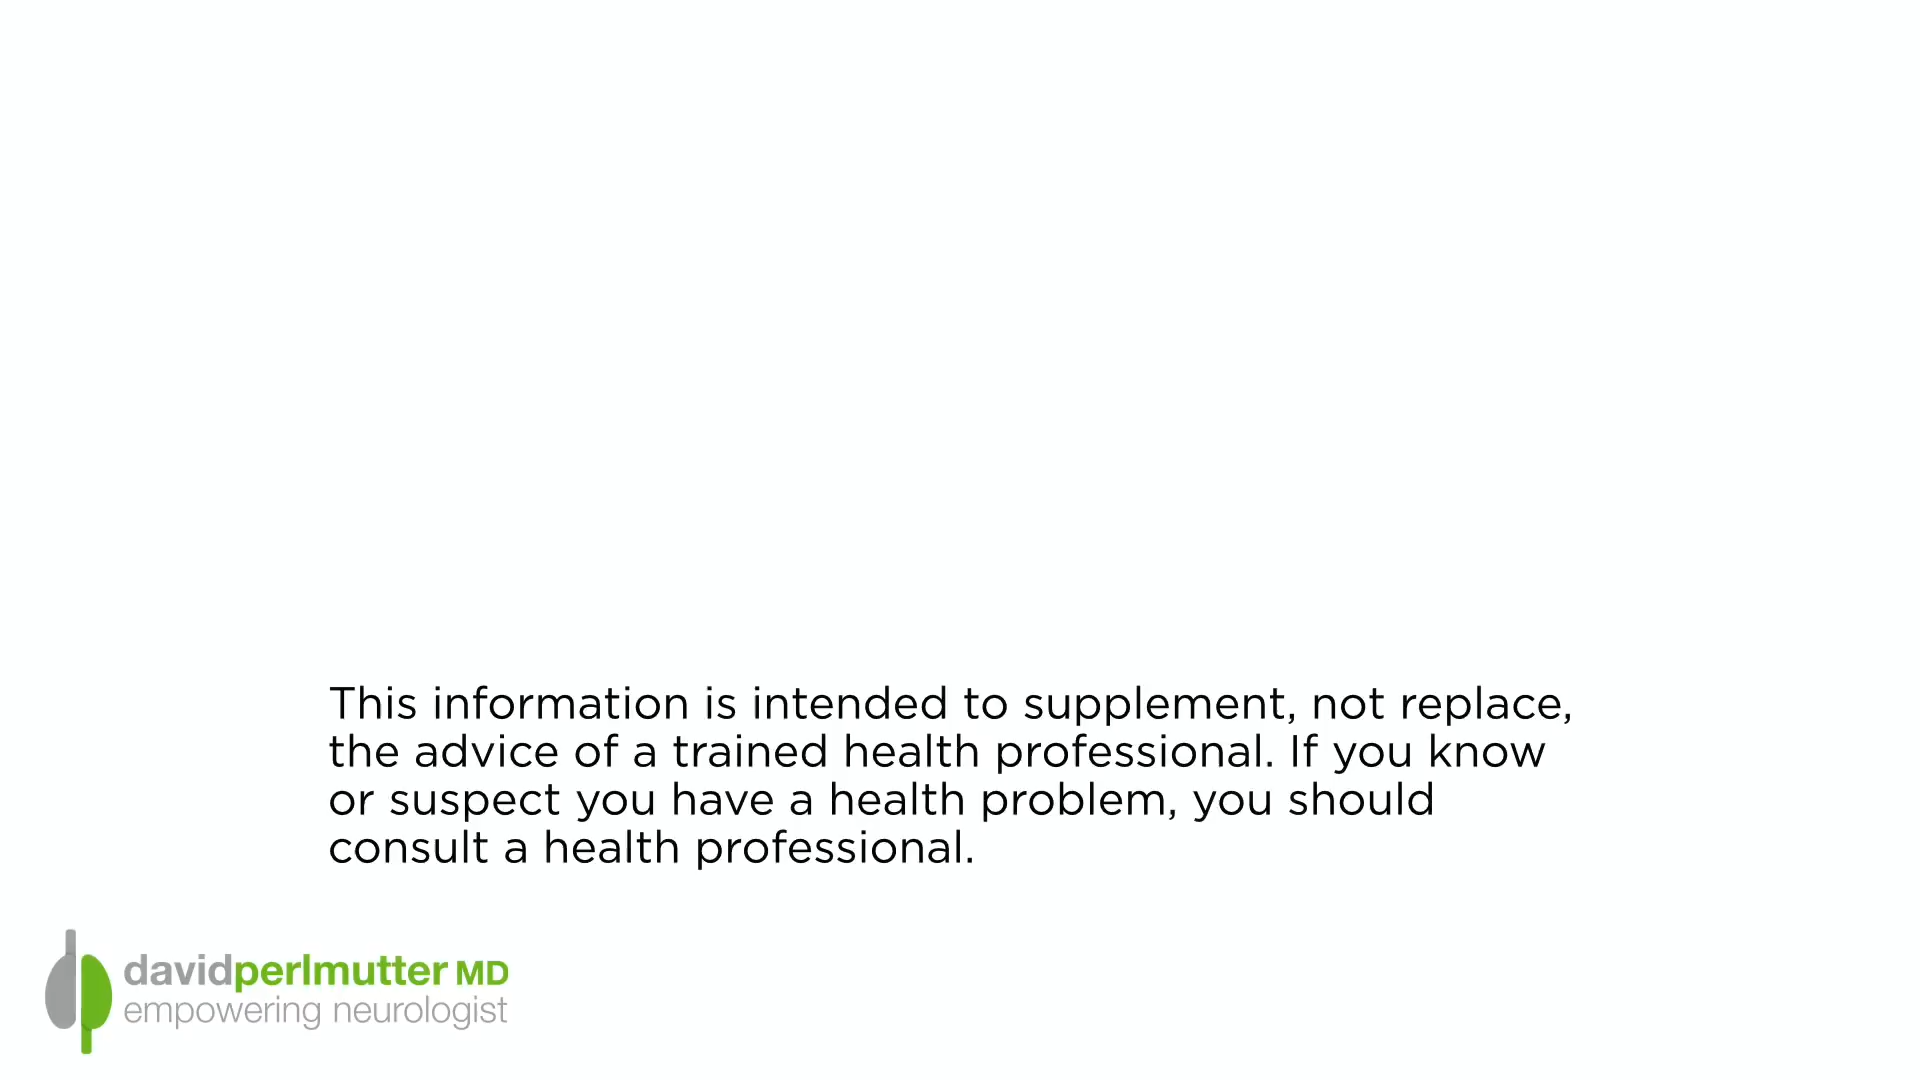 This information is intended to supplement, not replace,
the advice of a trained health professional. If you know
or suspect you have a health problem, you should
consult a health professional.
davidperlmutter MD
empowering neurologist